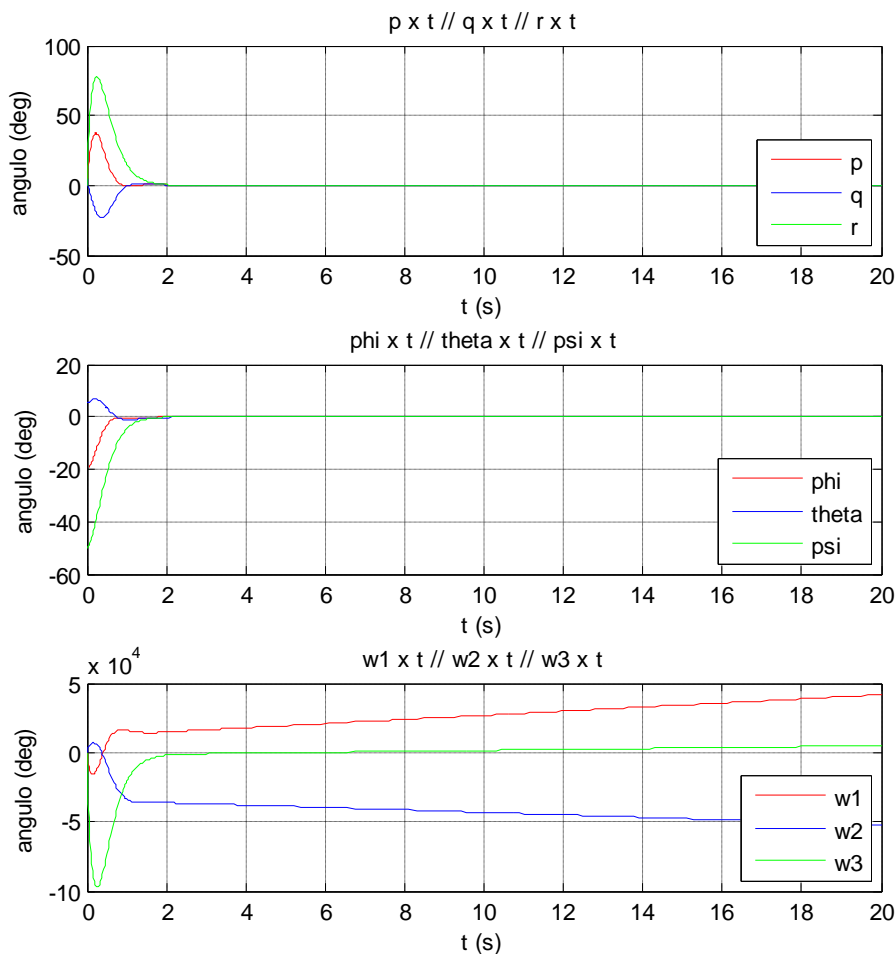 p x t // q x t // r x t
100
50
0
-50
angulo (deg)
p
q
r
0 2 4 6 8 10 12 14 16 18 20
t (s)
phi x t // theta x t // psi x t
20
0
-20
-40
-60
angulo (deg)
phi
theta
psi
0 2 4 6 8 10 12 14 16 18 20
t (s)
x 10^4
w1 x t // w2 x t // w3 x t
5
0
-5
-10
angulo (deg)
w1
w2
w3
0 2 4 6 8 10 12 14 16 18 20
t (s)